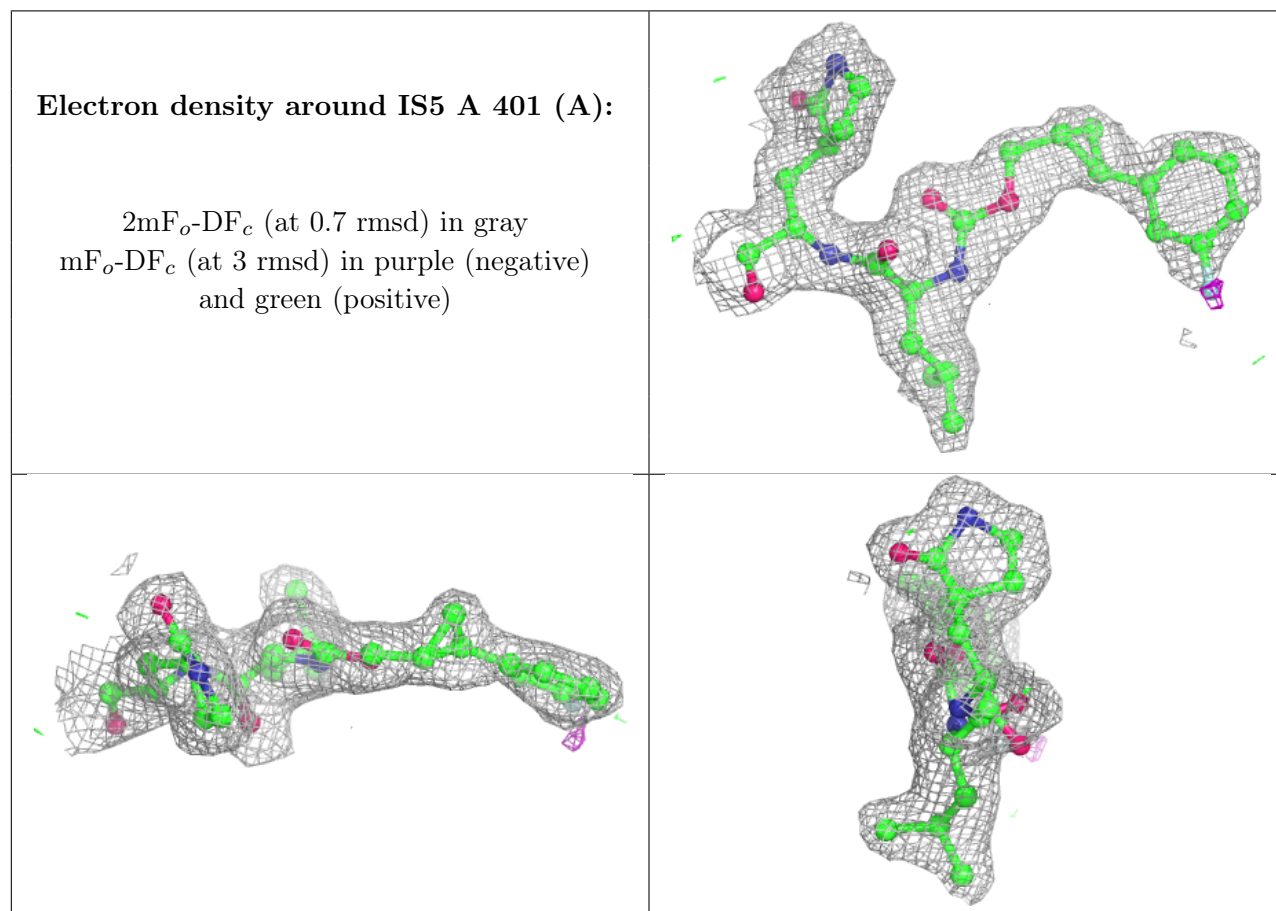 Electron density around IS5 A 401 (A):
2mFo-DFc (at 0.7 rmsd) in gray
mFo-DFc (at 3 rmsd) in purple (negative)
and green (positive)